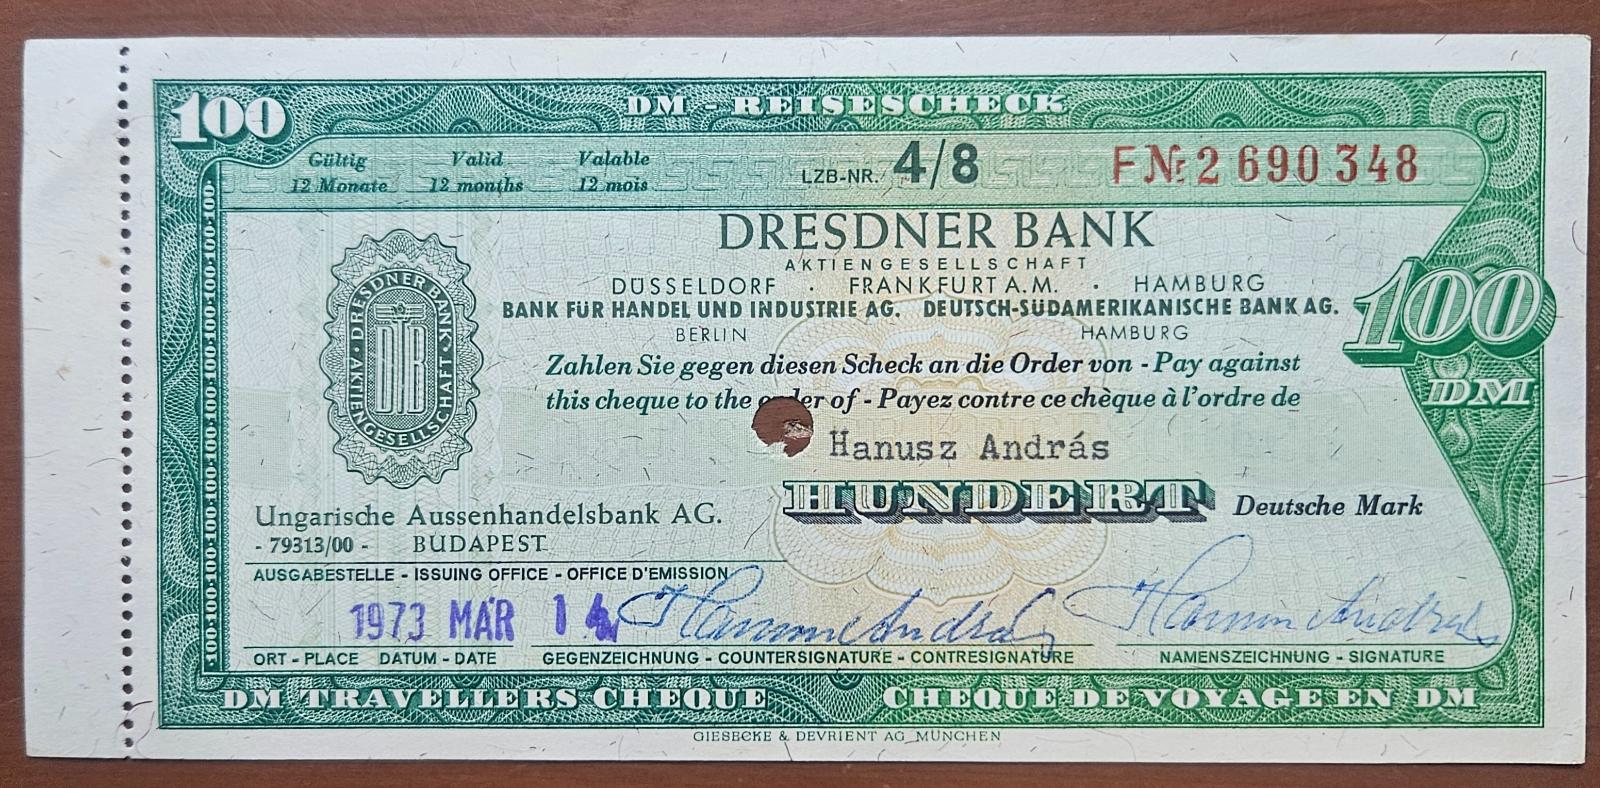 100 DM - REISESCHECK
Gültig Valid Valable
12 Monate 12 months 12 mois
LZB-NR. 4/8 F Nr. 2 690 348
DRESDNER BANK
AKTIENGESELLSCHAFT
DÜSSELDORF · FRANKFURT A.M. · HAMBURG
BANK FÜR HANDEL UND INDUSTRIE AG. DEUTSCH-SÜDAMERIKANISCHE BANK AG.
BERLIN HAMBURG
100
DM
DRESDNER BANK · AKTIENGESELLSCHAFT ·
DB
Zahlen Sie gegen diesen Scheck an die Order von - Pay against
this cheque to the order of - Payez contre ce chèque à l'ordre de
Hanusz András
HUNDERT Deutsche Mark
Ungarische Aussenhandelsbank AG.
- 79313/00 - BUDAPEST
AUSGABESTELLE - ISSUING OFFICE - OFFICE D'EMISSION
1973 MÁR 14.
ORT - PLACE DATUM - DATE GEGENZEICHNUNG - COUNTERSIGNATURE - CONTRESIGNATURE NAMENSZEICHNUNG - SIGNATURE
DM TRAVELLERS CHEQUE CHEQUE DE VOYAGE EN DM
GIESECKE & DEVRIENT AG MÜNCHEN